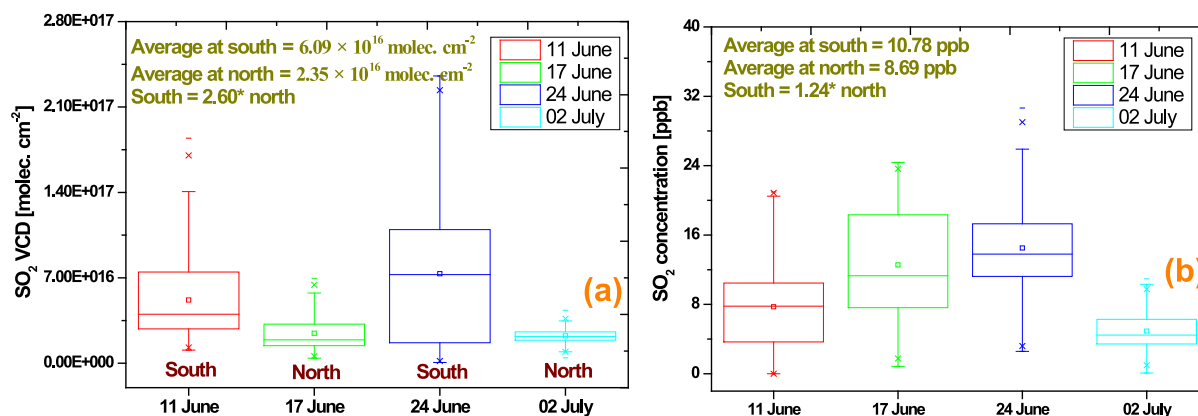 2.80E+017
2.10E+017
1.40E+017
7.00E+016
0.00E+000
SO2 VCD [molec. cm-2]
Average at south = 6.09 × 10^16 molec. cm-2
Average at north = 2.35 × 10^16 molec. cm-2
South = 2.60* north
11 June
17 June
24 June
02 July
(a)
South North South North
11 June 17 June 24 June 02 July
40
32
24
16
8
0
SO2 concentration [ppb]
Average at south = 10.78 ppb
Average at north = 8.69 ppb
South = 1.24* north
11 June
17 June
24 June
02 July
(b)
11 June 17 June 24 June 02 July